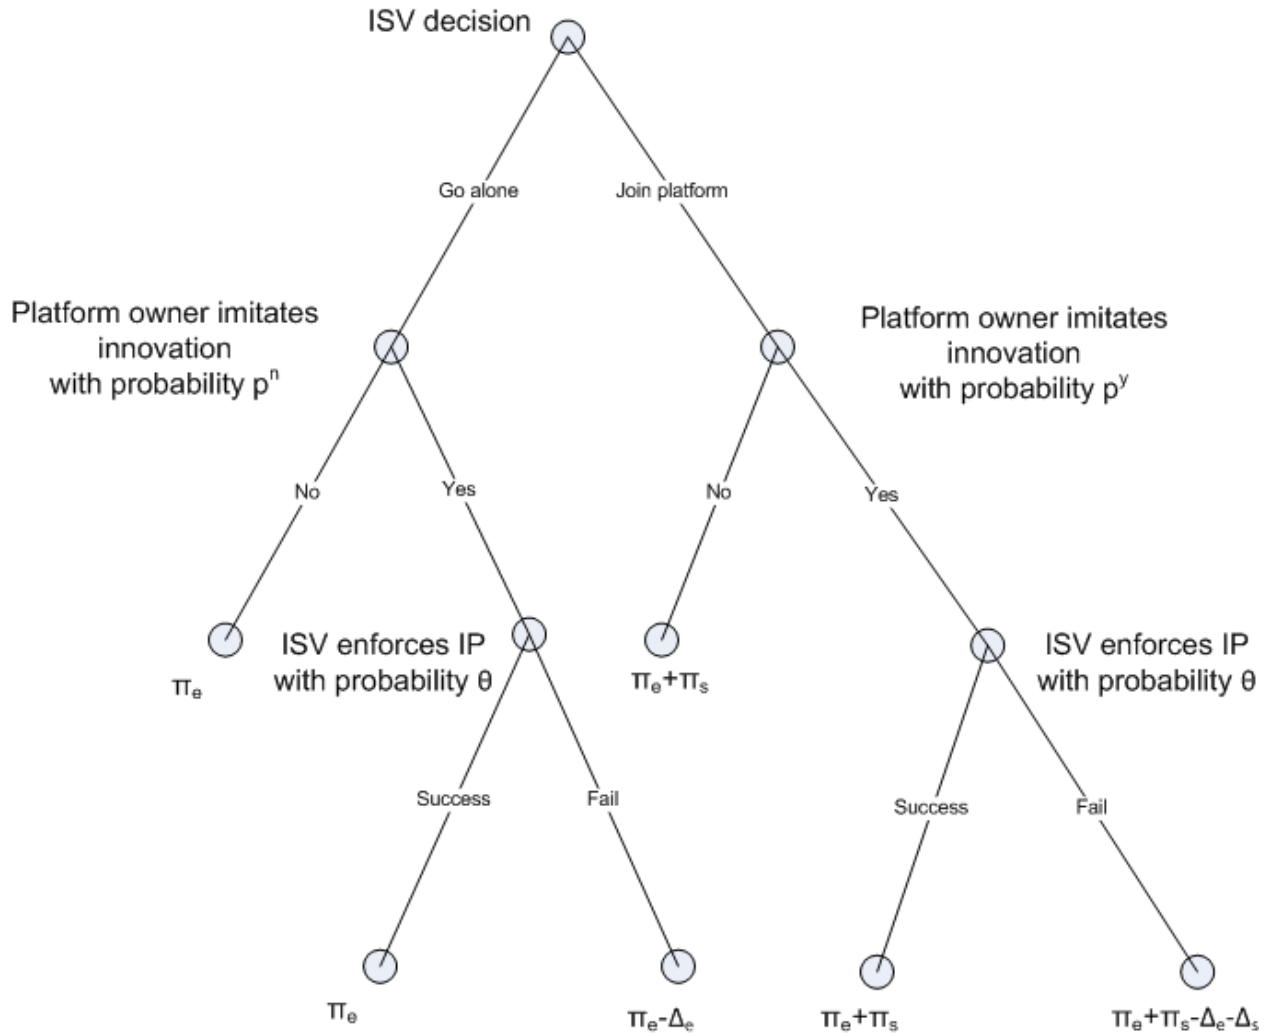 ISV decision
Go alone
Join platform
Platform owner imitates
innovation
with probability pⁿ
Platform owner imitates
innovation
with probability pʸ
No
Yes
No
Yes
πₑ
ISV enforces IP
with probability θ
πₑ+πₛ
ISV enforces IP
with probability θ
Success
Fail
Success
Fail
πₑ
πₑ-Δₑ
πₑ+πₛ
πₑ+πₛ-Δₑ-Δₛ